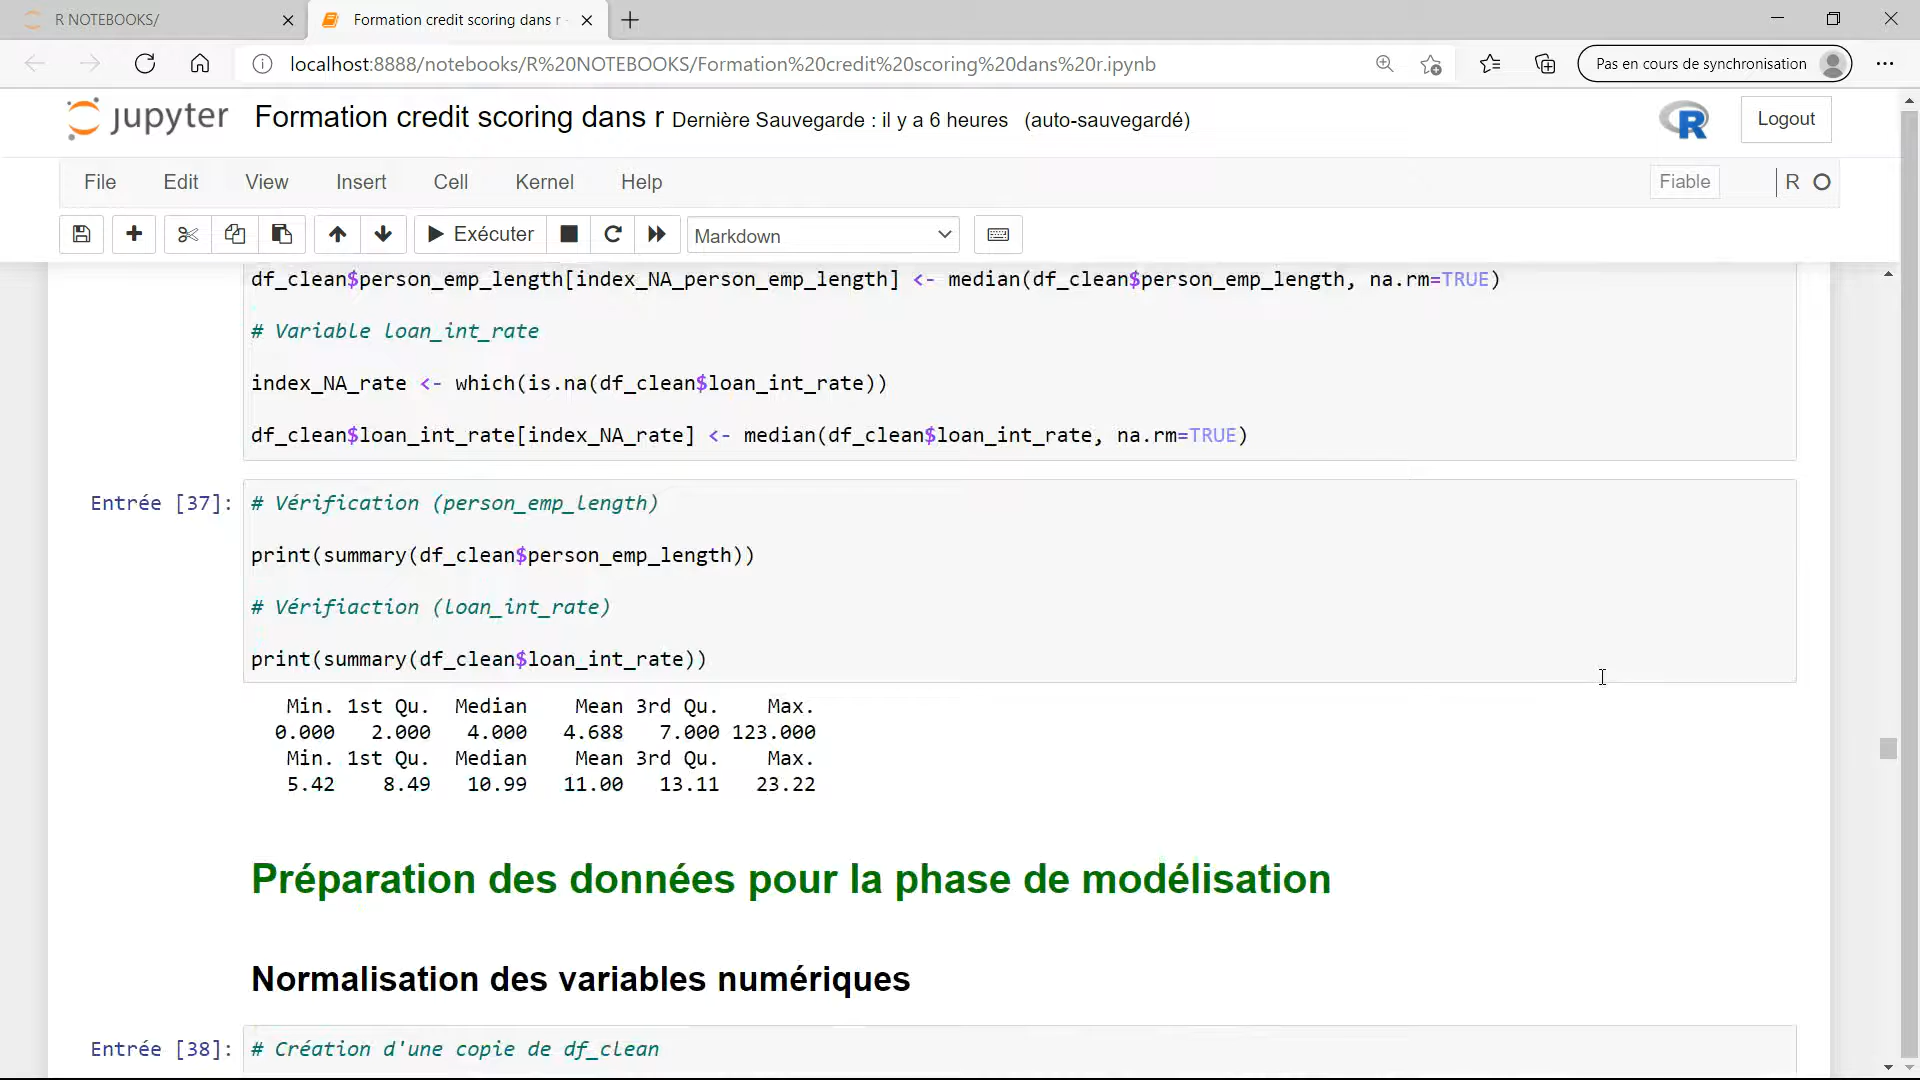 R NOTEBOOKS/
Formation credit scoring dans r -
localhost:8888/notebooks/R%20NOTEBOOKS/Formation%20credit%20scoring%20dans%20r.ipynb
Pas en cours de synchronisation
jupyter
Formation credit scoring dans r Dernière Sauvegarde : il y a 6 heures (auto-sauvegardé)
R
Logout
File Edit View Insert Cell Kernel Help
Fiable
R
Exécuter
Markdown
df_clean$person_emp_length[index_NA_person_emp_length] <- median(df_clean$person_emp_length, na.rm=TRUE)
# Variable loan_int_rate
index_NA_rate <- which(is.na(df_clean$loan_int_rate))
df_clean$loan_int_rate[index_NA_rate] <- median(df_clean$loan_int_rate, na.rm=TRUE)
Entrée [37]:
# Vérification (person_emp_length)
print(summary(df_clean$person_emp_length))
# Vérifiaction (loan_int_rate)
print(summary(df_clean$loan_int_rate))
Min. 1st Qu. Median Mean 3rd Qu. Max.
0.000 2.000 4.000 4.688 7.000 123.000
Min. 1st Qu. Median Mean 3rd Qu. Max.
5.42 8.49 10.99 11.00 13.11 23.22
Préparation des données pour la phase de modélisation
Normalisation des variables numériques
Entrée [38]:
# Création d'une copie de df_clean